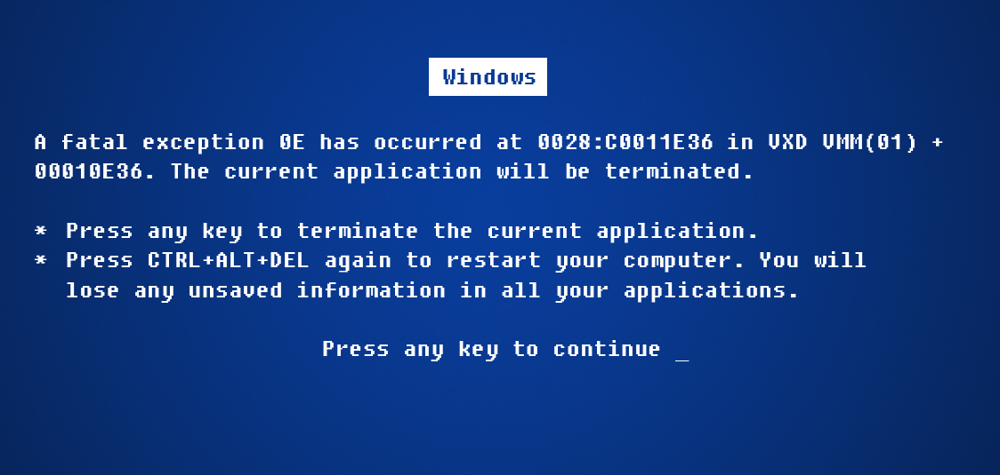 Windows
A fatal exception 0E has occurred at 0028:C0011E36 in VXD VMM(01) +
00010E36. The current application will be terminated.
* Press any key to terminate the current application.
* Press CTRL+ALT+DEL again to restart your computer. You will
lose any unsaved information in all your applications.
Press any key to continue _